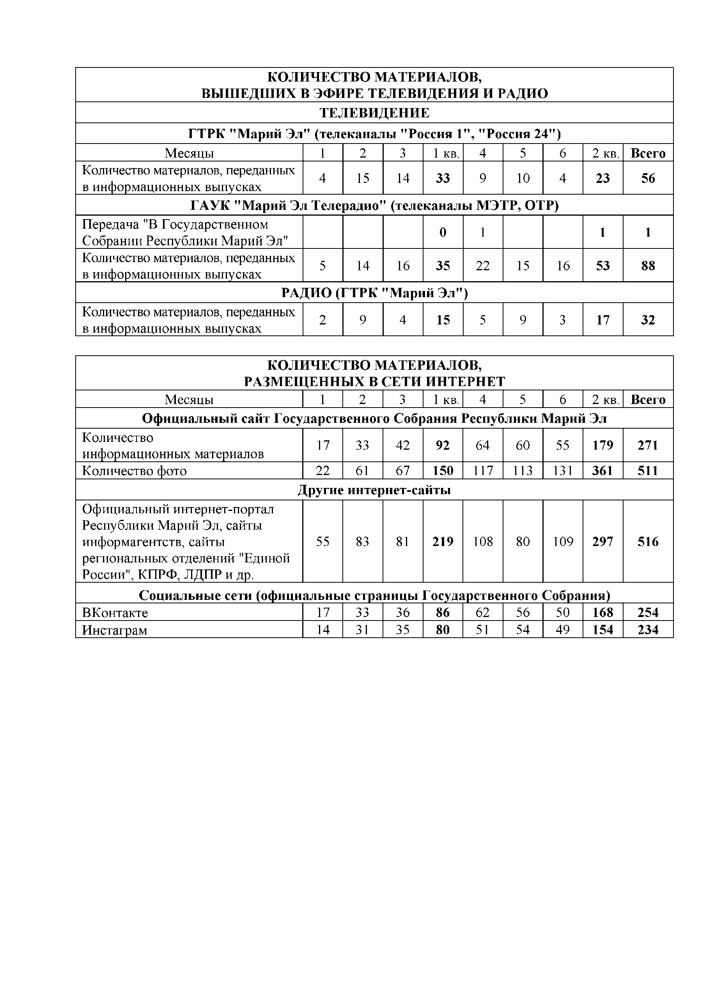 КОЛИЧЕСТВО МАТЕРИАЛОВ,
ВЫШЕДШИХ В ЭФИРЕ ТЕЛЕВИДЕНИЯ И РАДИО
ТЕЛЕВИДЕНИЕ
ГТРК "Марий Эл" (телеканалы "Россия 1", "Россия 24")
Месяцы 1 2 3 1 кв. 4 5 6 2 кв. Всего
Количество материалов, переданных
в информационных выпусках 4 15 14 33 9 10 4 23 56
ГАУК "Марий Эл Телерадио" (телеканалы МЭТР, ОТР)
Передача "В Государственном
Собрании Республики Марий Эл" 0 1 1 1
Количество материалов, переданных
в информационных выпусках 5 14 16 35 22 15 16 53 88
РАДИО (ГТРК "Марий Эл")
Количество материалов, переданных
в информационных выпусках 2 9 4 15 5 9 3 17 32
КОЛИЧЕСТВО МАТЕРИАЛОВ,
РАЗМЕЩЕННЫХ В СЕТИ ИНТЕРНЕТ
Месяцы 1 2 3 1 кв. 4 5 6 2 кв. Всего
Официальный сайт Государственного Собрания Республики Марий Эл
Количество
информационных материалов 17 33 42 92 64 60 55 179 271
Количество фото 22 61 67 150 117 113 131 361 511
Другие интернет-сайты
Официальный интернет-портал
Республики Марий Эл, сайты
информагентств, сайты 55 83 81 219 108 80 109 297 516
региональных отделений "Единой
России", КПРФ, ЛДПР и др.
Социальные сети (официальные страницы Государственного Собрания)
ВКонтакте 17 33 36 86 62 56 50 168 254
Инстаграм 14 31 35 80 51 54 49 154 234